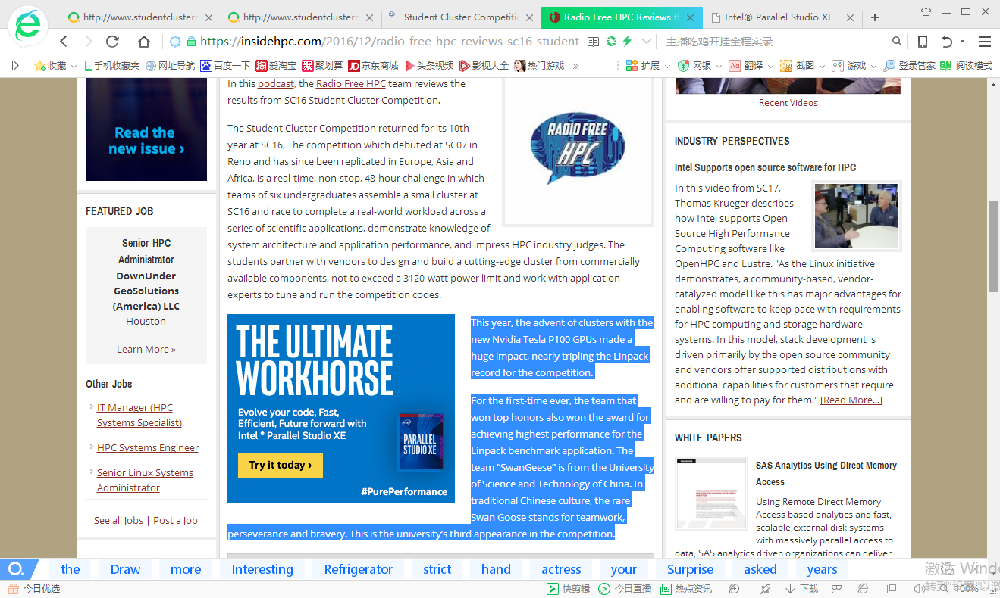 http://www.studentclusterc
http://www.studentclusterc
Student Cluster Competitic
Radio Free HPC Reviews t
Intel® Parallel Studio XE
https://insidehpc.com/2016/12/radio-free-hpc-reviews-sc16-student
主播吃鸡开挂全程实录
收藏
手机收藏夹
网址导航
百度一下
淘
爱淘宝
聚
聚划算
JD
京东商城
头条视频
影视大全
热门游戏
»
扩展
网银
Aa
翻译
截图
游戏
登录管家
阅读模式
Read the
new issue ›
FEATURED JOB
Senior HPC
Administrator
DownUnder
GeoSolutions
(America) LLC
Houston
Learn More »
Other Jobs
IT Manager (HPC
Systems Specialist)
HPC Systems Engineer
Senior Linux Systems
Administrator
See all Jobs | Post a Job
In this podcast, the Radio Free HPC team reviews the
results from SC16 Student Cluster Competition.
RADIO FREE
HPC
The Student Cluster Competition returned for its 10th
year at SC16, The competition which debuted at SC07 in
Reno and has since been replicated in Europe, Asia and
Africa, is a real-time, non-stop, 48-hour challenge in which
teams of six undergraduates assemble a small cluster at
SC16 and race to complete a real-world workload across a
series of scientific applications, demonstrate knowledge of
system architecture and application performance, and impress HPC industry judges. The
students partner with vendors to design and build a cutting-edge cluster from commercially
available components, not to exceed a 3120-watt power limit and work with application
experts to tune and run the competition codes.
THE ULTIMATE
WORKHORSE
Evolve your code, Fast,
Efficient, Future forward with
Intel ® Parallel Studio XE
Try it today ›
intel
PARALLEL
STUDIO XE
#PurePerformance
This year, the advent of clusters with the
new Nvidia Tesla P100 GPUs made a
huge impact, nearly tripling the Linpack
record for the competition.
For the first-time ever, the team that
won top honors also won the award for
achieving highest performance for the
Linpack benchmark application. The
team “SwanGeese” is from the University
of Science and Technology of China. In
traditional Chinese culture, the rare
Swan Goose stands for teamwork,
perseverance and bravery. This is the university’s third appearance in the competition.
Recent Videos
INDUSTRY PERSPECTIVES
Intel Supports open source software for HPC
In this video from SC17,
Thomas Krueger describes
how Intel supports Open
Source High Performance
Computing software like
OpenHPC and Lustre. "As the Linux initiative
demonstrates, a community-based, vendor-
catalyzed model like this has major advantages for
enabling software to keep pace with requirements
for HPC computing and storage hardware
systems. In this model, stack development is
driven primarily by the open source community
and vendors offer supported distributions with
additional capabilities for customers that require
and are willing to pay for them." [Read More...]
WHITE PAPERS
SAS Analytics Using Direct Memory
Access
Using Remote Direct Memory
Access based analytics and fast,
scalable,external disk systems
with massively parallel access to
data, SAS analytics driven organizations can deliver
the
Draw
more
Interesting
Refrigerator
strict
hand
actress
your
Surprise
asked
years
激活 Wind
转到"设置"以激
今日优选
快剪辑
今日直播
热点资讯
下载
100%